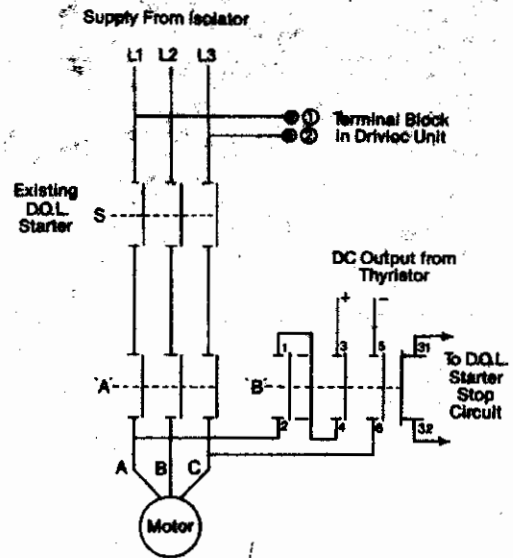 Supply From Isolator
L1 L2 L3
① Terminal Block
② in Drivloc Unit
Existing
D.O.L.
Starter
S
DC Output from
Thyristor
+ −
1 3 5 31
'A' 'B'
To D.O.L.
Starter
Stop
Circuit
2 4 6 32
A B C
Motor